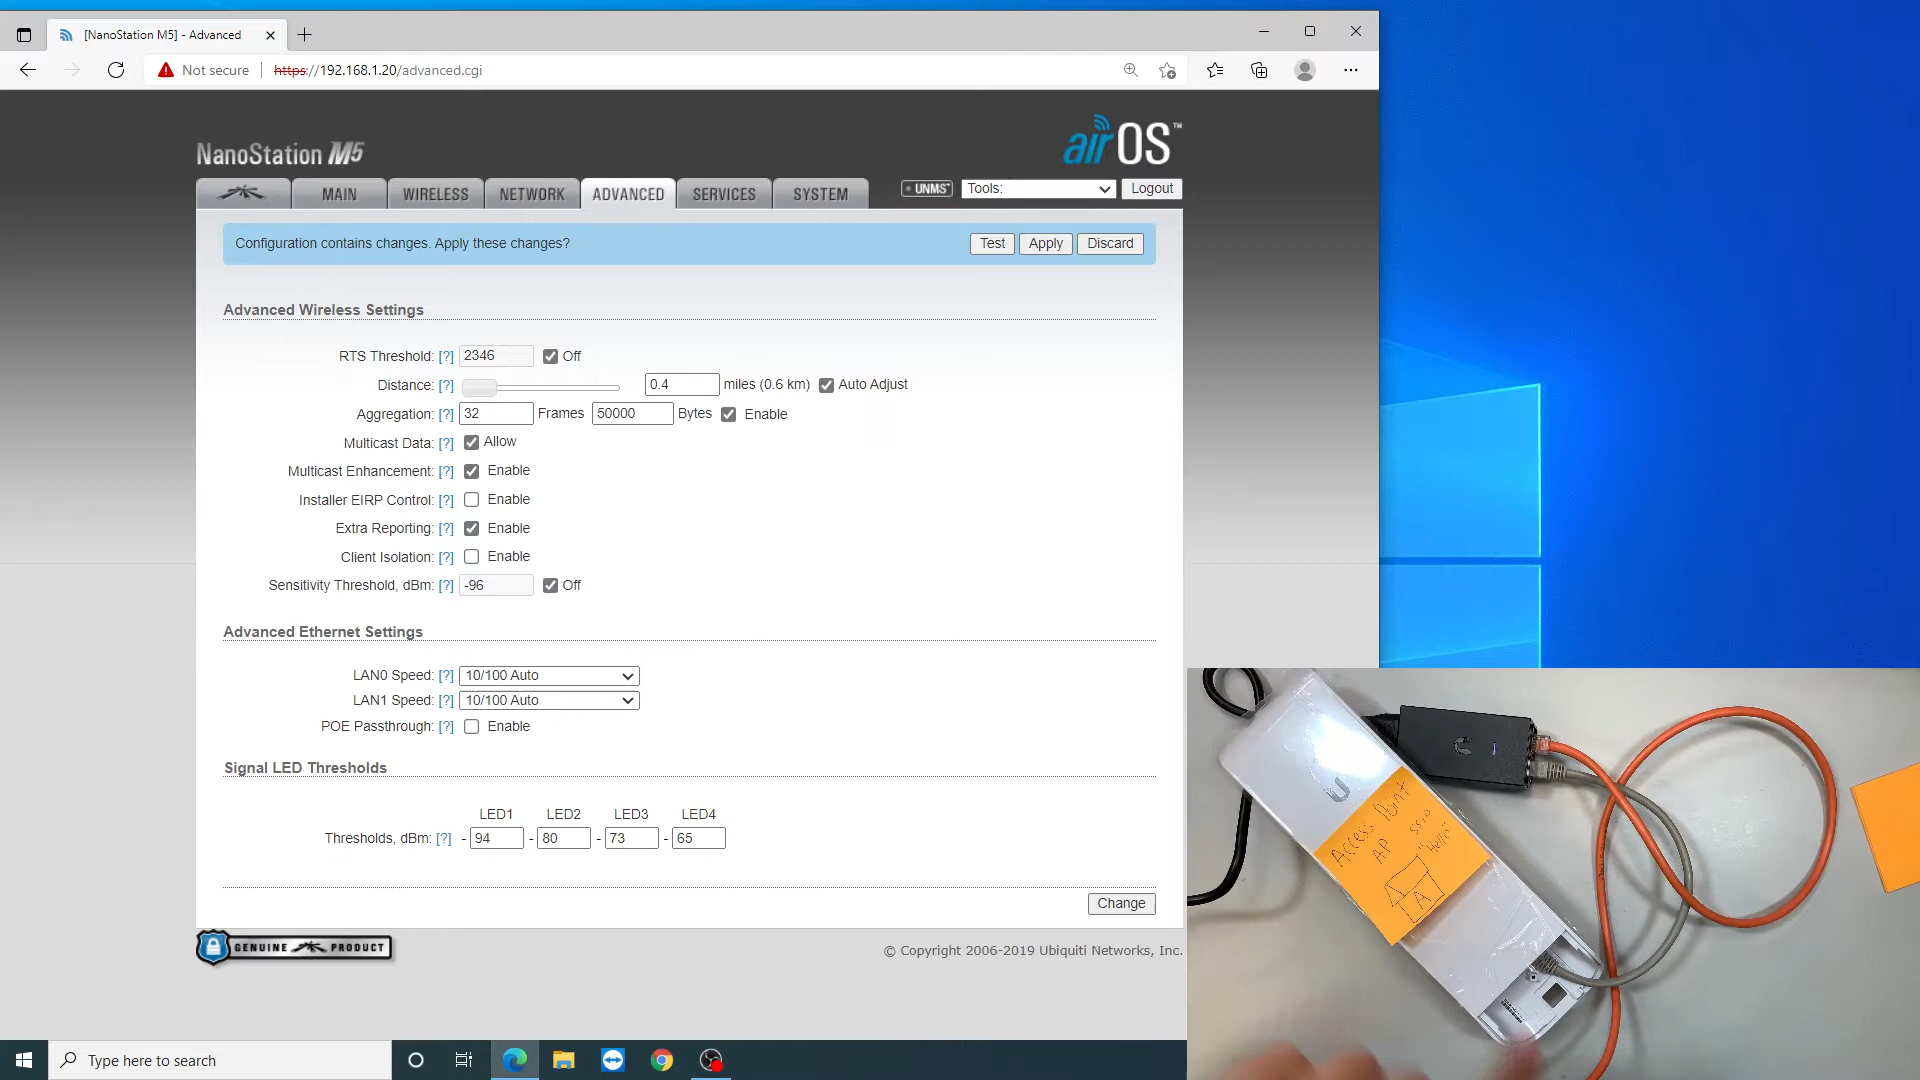 [NanoStation M5] - Advanced
Not secure
https://192.168.1.20/advanced.cgi
NanoStation M5
airOS™
MAIN
WIRELESS
NETWORK
ADVANCED
SERVICES
SYSTEM
UNMS™
Tools:
Logout
Configuration contains changes. Apply these changes?
Test
Apply
Discard
Advanced Wireless Settings
RTS Threshold: [?] 2346 Off
Distance: [?] 0.4 miles (0.6 km) Auto Adjust
Aggregation: [?] 32 Frames 50000 Bytes Enable
Multicast Data: [?] Allow
Multicast Enhancement: [?] Enable
Installer EIRP Control: [?] Enable
Extra Reporting: [?] Enable
Client Isolation: [?] Enable
Sensitivity Threshold, dBm: [?] -96 Off
Advanced Ethernet Settings
LAN0 Speed: [?] 10/100 Auto
LAN1 Speed: [?] 10/100 Auto
POE Passthrough: [?] Enable
Signal LED Thresholds
LED1 LED2 LED3 LED4
Thresholds, dBm: [?] - 94 - 80 - 73 - 65
Change
GENUINE PRODUCT
© Copyright 2006-2019 Ubiquiti Networks, Inc.
Access Point
AP
SSID
"Hello"
A
Type here to search